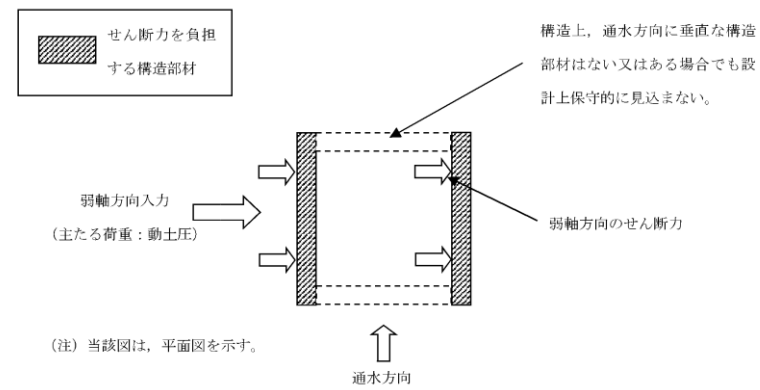 せん断力を負担
する構造部材
構造上，通水方向に垂直な構造
部材はない又はある場合でも設
計上保守的に見込まない。
弱軸方向入力
（主たる荷重：動土圧）
弱軸方向のせん断力
（注）当該図は，平面図を示す。
通水方向